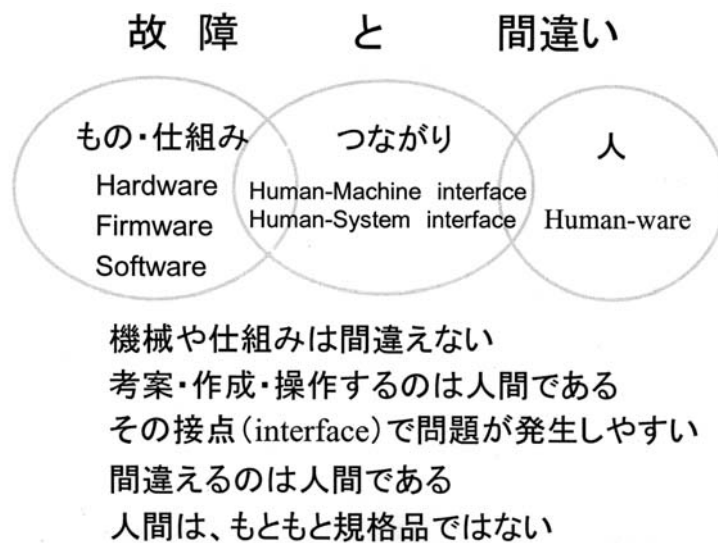 故障 と 間違い
もの・仕組み
Hardware
Firmware
Software
つながり
Human-Machine interface
Human-System interface
人
Human-ware
機械や仕組みは間違えない
考案・作成・操作するのは人間である
その接点（interface）で問題が発生しやすい
間違えるのは人間である
人間は、もともと規格品ではない